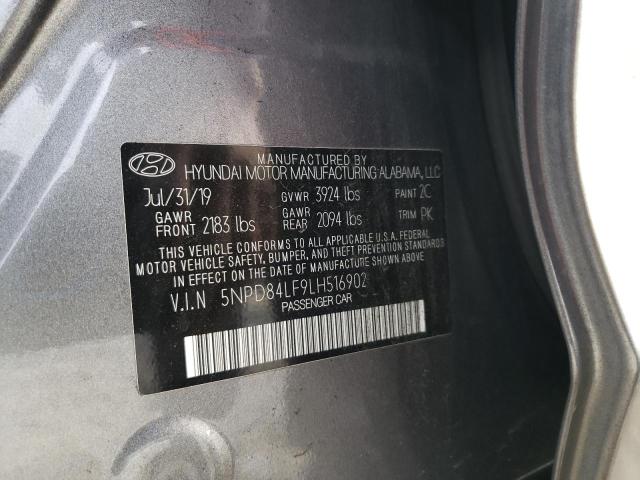 MANUFACTURED BY
HYUNDAI MOTOR MANUFACTURING ALABAMA, LLC
Jul/31/19 GVWR 3924 lbs PAINT 2C
GAWR FRONT 2183 lbs GAWR REAR 2094 lbs TRIM PK
THIS VEHICLE CONFORMS TO ALL APPLICABLE U.S.A. FEDERAL
MOTOR VEHICLE SAFETY, BUMPER, AND THEFT PREVENTION STANDARDS
IN EFFECT ON THE DATE OF MANUFACTURE SHOWN ABOVE.
V.I.N 5NPD84LF9LH516902
PASSENGER CAR